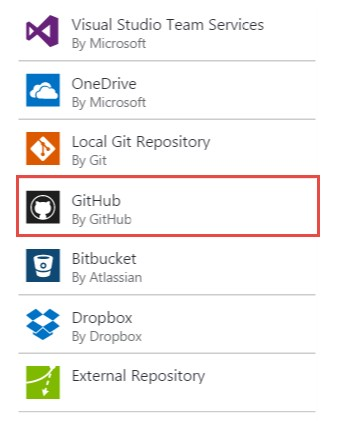 Visual Studio Team Services
By Microsoft
OneDrive
By Microsoft
Local Git Repository
By Git
GitHub
By GitHub
Bitbucket
By Atlassian
Dropbox
By Dropbox
External Repository